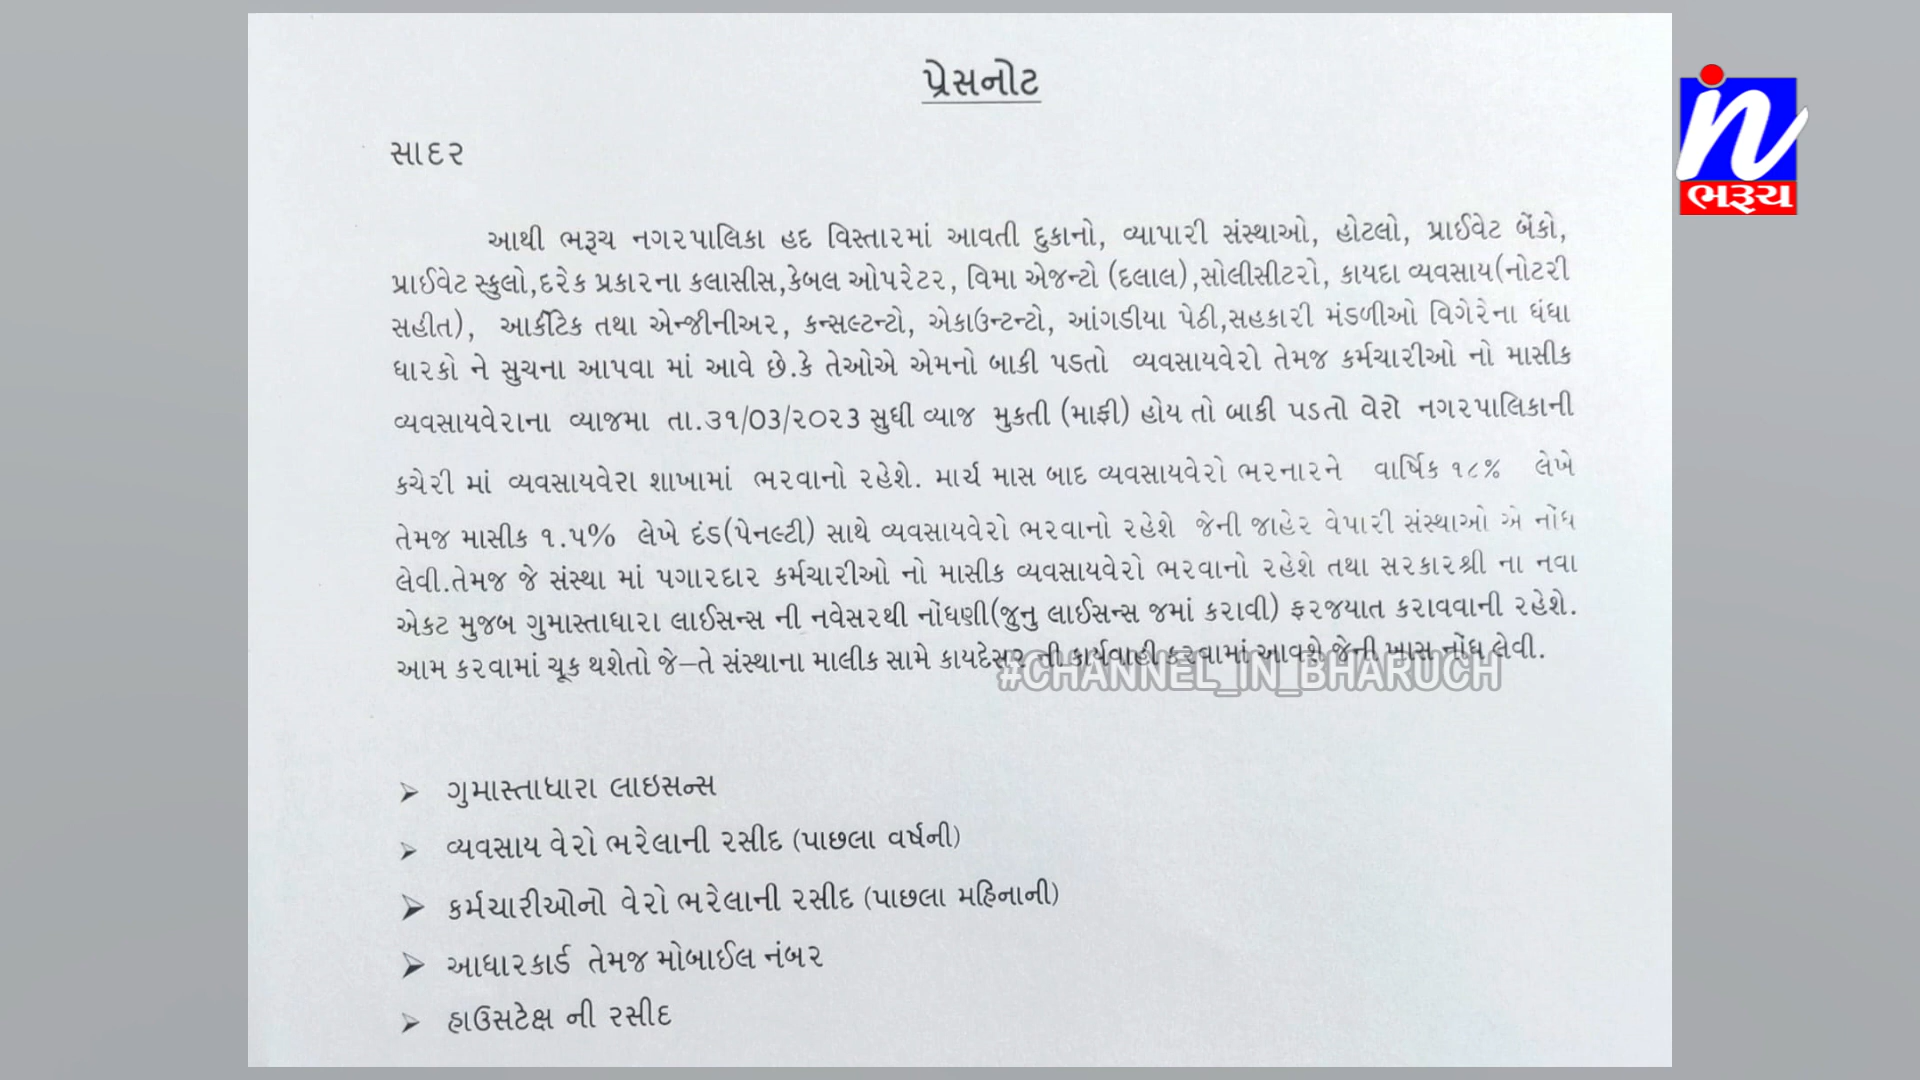 પ્રેસનોટ
સાદર
આથી ભરૂચ નગરપાલિકા હદ વિસ્તારમાં આવતી દુકાનો, વ્યાપારી સંસ્થાઓ, હોટલો, પ્રાઈવેટ બેંકો,
પ્રાઈવેટ સ્કુલો,દરેક પ્રકારના કલાસીસ,કેબલ ઓપરેટર, વિમા એજન્ટો (દલાલ),સોલીસીટરો, કાયદા વ્યવસાય(નોટરી
સહીત), આર્કીટિક તથા એન્જીનીઅર, કન્સલ્ટન્ટો, એકાઉન્ટન્ટો, આંગડીયા પેઠી,સહકારી મંડળીઓ વિગેરેના ધંધા
ધારકો ને સુચના આપવા માં આવે છે.કે તેઓએ એમનો બાકી પડતો વ્યવસાયવેરો તેમજ કર્મચારીઓ નો માસીક
વ્યવસાયવેરાના વ્યાજમા તા.૩૧/૦૩/૨૦૨૩ સુધી વ્યાજ મુકતી (માફી) હોય તો બાકી પડતો વેરો નગરપાલિકાની
કચેરી માં વ્યવસાયવેરા શાખામાં ભરવાનો રહેશે. માર્ચ માસ બાદ વ્યવસાયવેરો ભરનારને વાર્ષિક ૧૮% લેખે
તેમજ માસીક ૧.૫% લેખે દંડ(પેનલ્ટી) સાથે વ્યવસાયવેરો ભરવાનો રહેશે જેની જાહેર વેપારી સંસ્થાઓ એ નોંધ
લેવી.તેમજ જે સંસ્થા માં પગારદાર કર્મચારીઓ નો માસીક વ્યવસાયવેરો ભરવાનો રહેશે તથા સરકારશ્રી ના નવા
એકટ મુજબ ગુમાસ્તાધારા લાઈસન્સ ની નવેસરથી નોંધણી(જુનુ લાઈસન્સ જમાં કરાવી) ફરજયાત કરાવવાની રહેશે.
આમ કરવામાં ચૂક થશેતો જે–તે સંસ્થાના માલીક સામે કાયદેસર ની કાર્યવાહી કરવામાં આવશે જેની ખાસ નોંધ લેવી.
#CHANNEL_IN_BHARUCH
➢ ગુમાસ્તાધારા લાઇસન્સ
➢ વ્યવસાય વેરો ભરેલાની રસીદ (પાછલા વર્ષની)
➢ કર્મચારીઓનો વેરો ભરેલાની રસીદ (પાછલા મહિનાની)
➢ આધારકાર્ડ તેમજ મોબાઈલ નંબર
➢ હાઉસટેક્ષ ની રસીદ
in
ભરૂચ